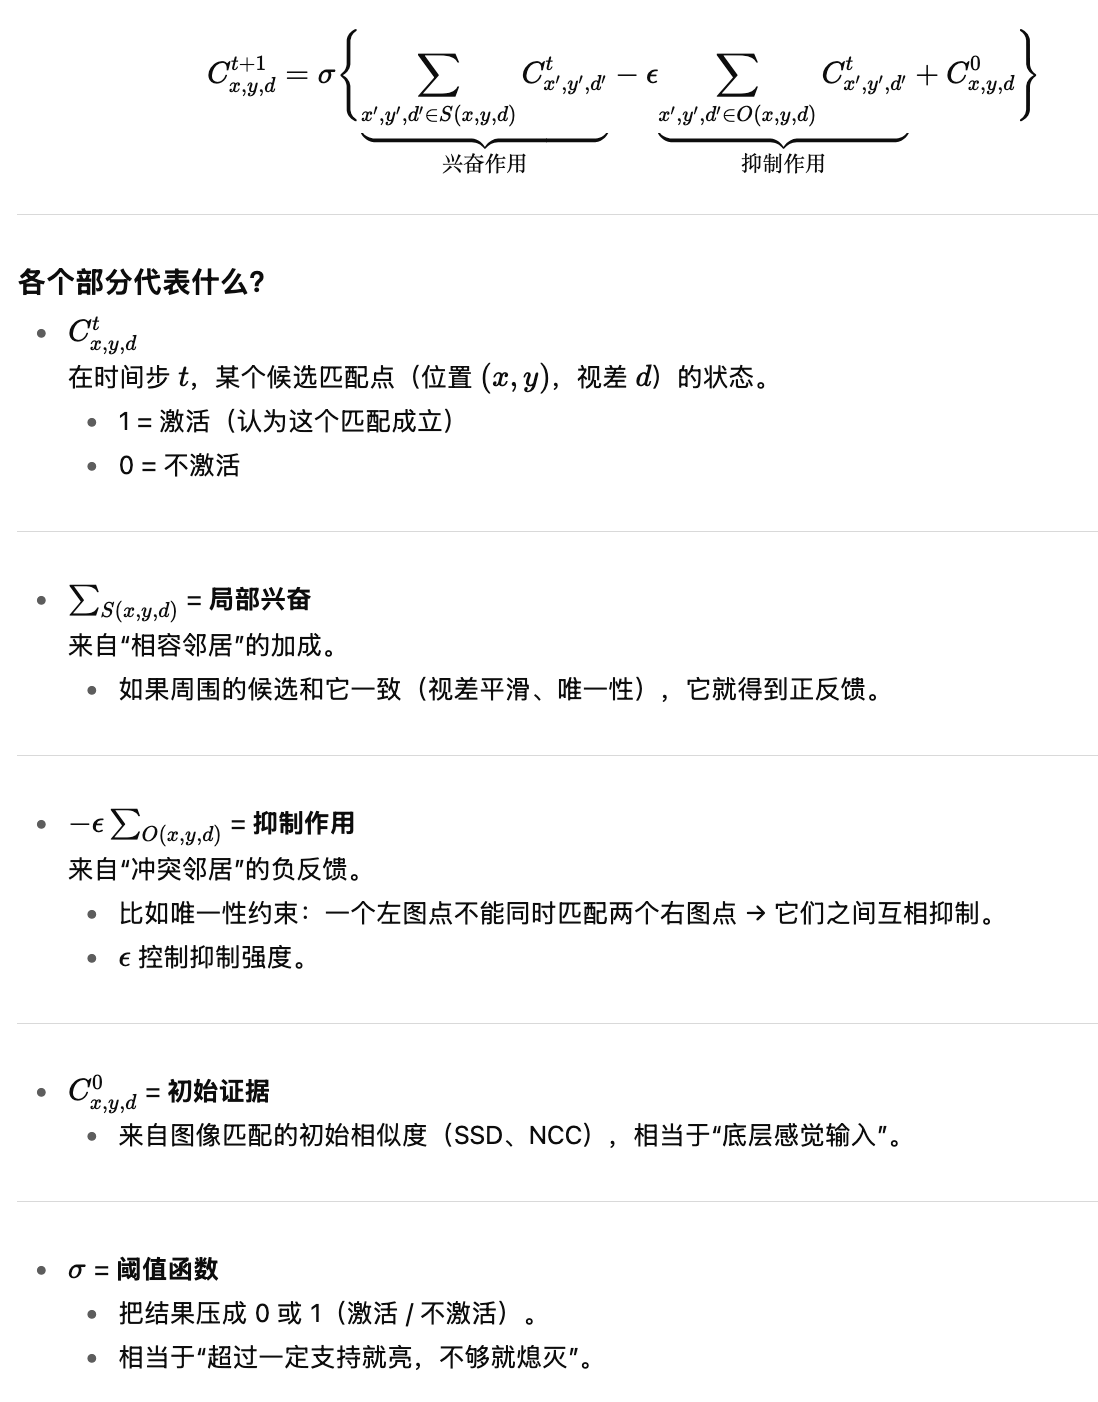 $C_{x,y,d}^{t+1} = \sigma \left\{ \underbrace{\sum_{x',y',d' \in S(x,y,d)} C_{x',y',d'}^{t}}_{\text{兴奋作用}} - \epsilon \underbrace{\sum_{x',y',d' \in O(x,y,d)} C_{x',y',d'}^{t}}_{\text{抑制作用}} + C_{x,y,d}^{0} \right\}$
各个部分代表什么?
• $C_{x,y,d}^{t}$
在时间步 $t$，某个候选匹配点（位置 $(x, y)$，视差 $d$）的状态。
• 1 = 激活（认为这个匹配成立）
• 0 = 不激活
• $\sum_{S(x,y,d)}$ = 局部兴奋
来自“相容邻居”的加成。
• 如果周围的候选和它一致（视差平滑、唯一性），它就得到正反馈。
• $-\epsilon \sum_{O(x,y,d)}$ = 抑制作用
来自“冲突邻居”的负反馈。
• 比如唯一性约束：一个左图点不能同时匹配两个右图点 → 它们之间互相抑制。
• $\epsilon$ 控制抑制强度。
• $C_{x,y,d}^{0}$ = 初始证据
• 来自图像匹配的初始相似度（SSD、NCC），相当于“底层感觉输入”。
• $\sigma$ = 阈值函数
• 把结果压成 0 或 1（激活 / 不激活）。
• 相当于“超过一定支持就亮，不够就熄灭”。